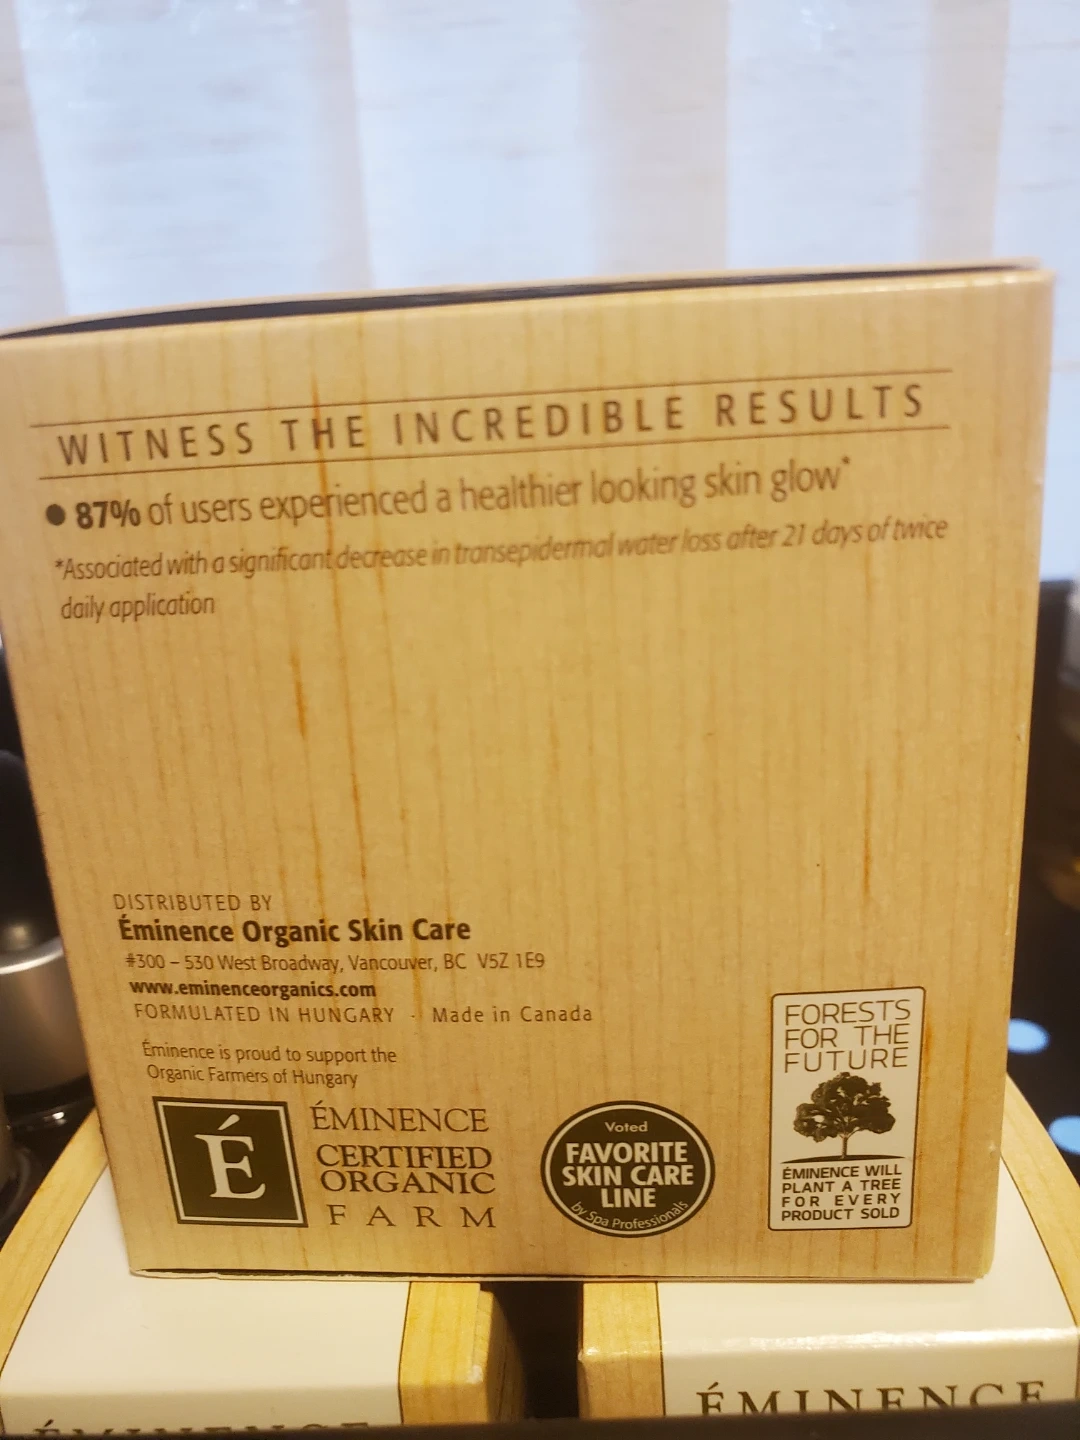 WITNESS THE INCREDIBLE RESULTS
● 87% of users experienced a healthier looking skin glow*
*Associated with a significant decrease in transepidermal water loss after 21 days of twice
daily application
DISTRIBUTED BY
Éminence Organic Skin Care
#300 – 530 West Broadway, Vancouver, BC V5Z 1E9
www.eminenceorganics.com
FORMULATED IN HUNGARY · Made in Canada
Éminence is proud to support the
Organic Farmers of Hungary
É
ÉMINENCE
CERTIFIED
ORGANIC
FARM
Voted
FAVORITE
SKIN CARE
LINE
by Spa Professionals
FORESTS
FOR THE
FUTURE
ÉMINENCE WILL
PLANT A TREE
FOR EVERY
PRODUCT SOLD
ÉMINENCE
ÉMINENCE